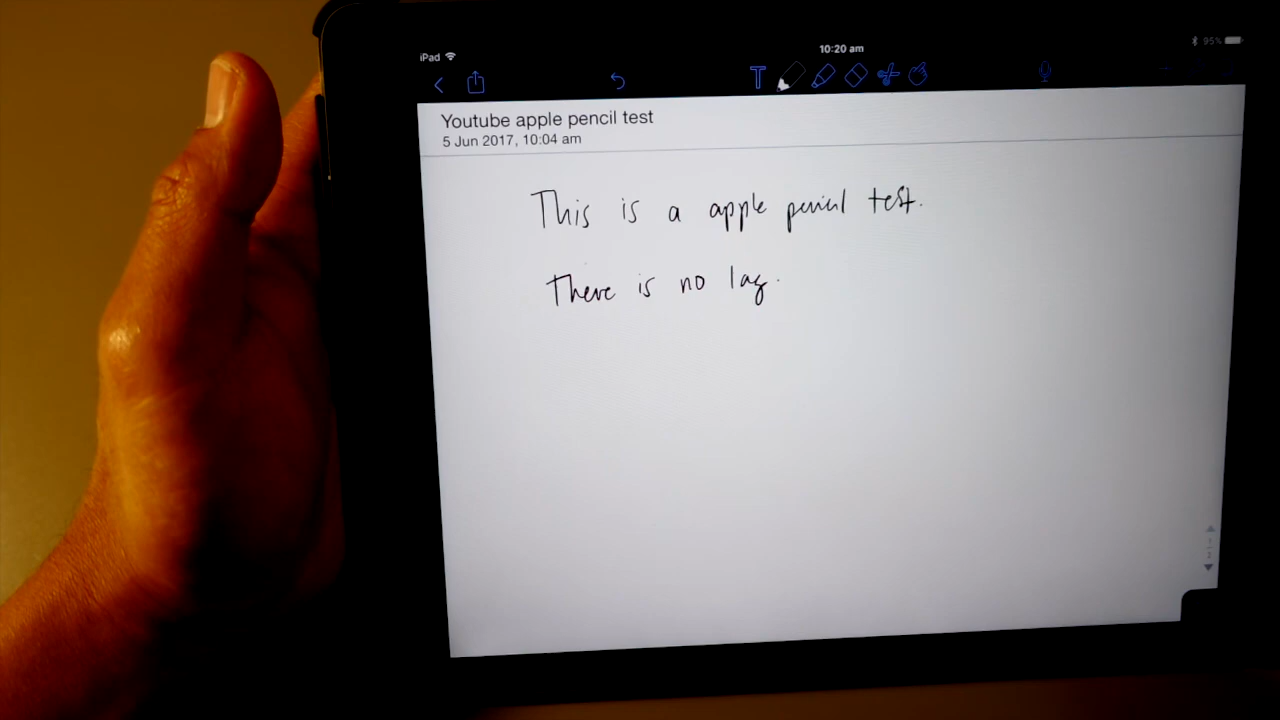 iPad 10:20 am 95%
T
Youtube apple pencil test
5 Jun 2017, 10:04 am
This is a apple pencil test.
there is no lag.